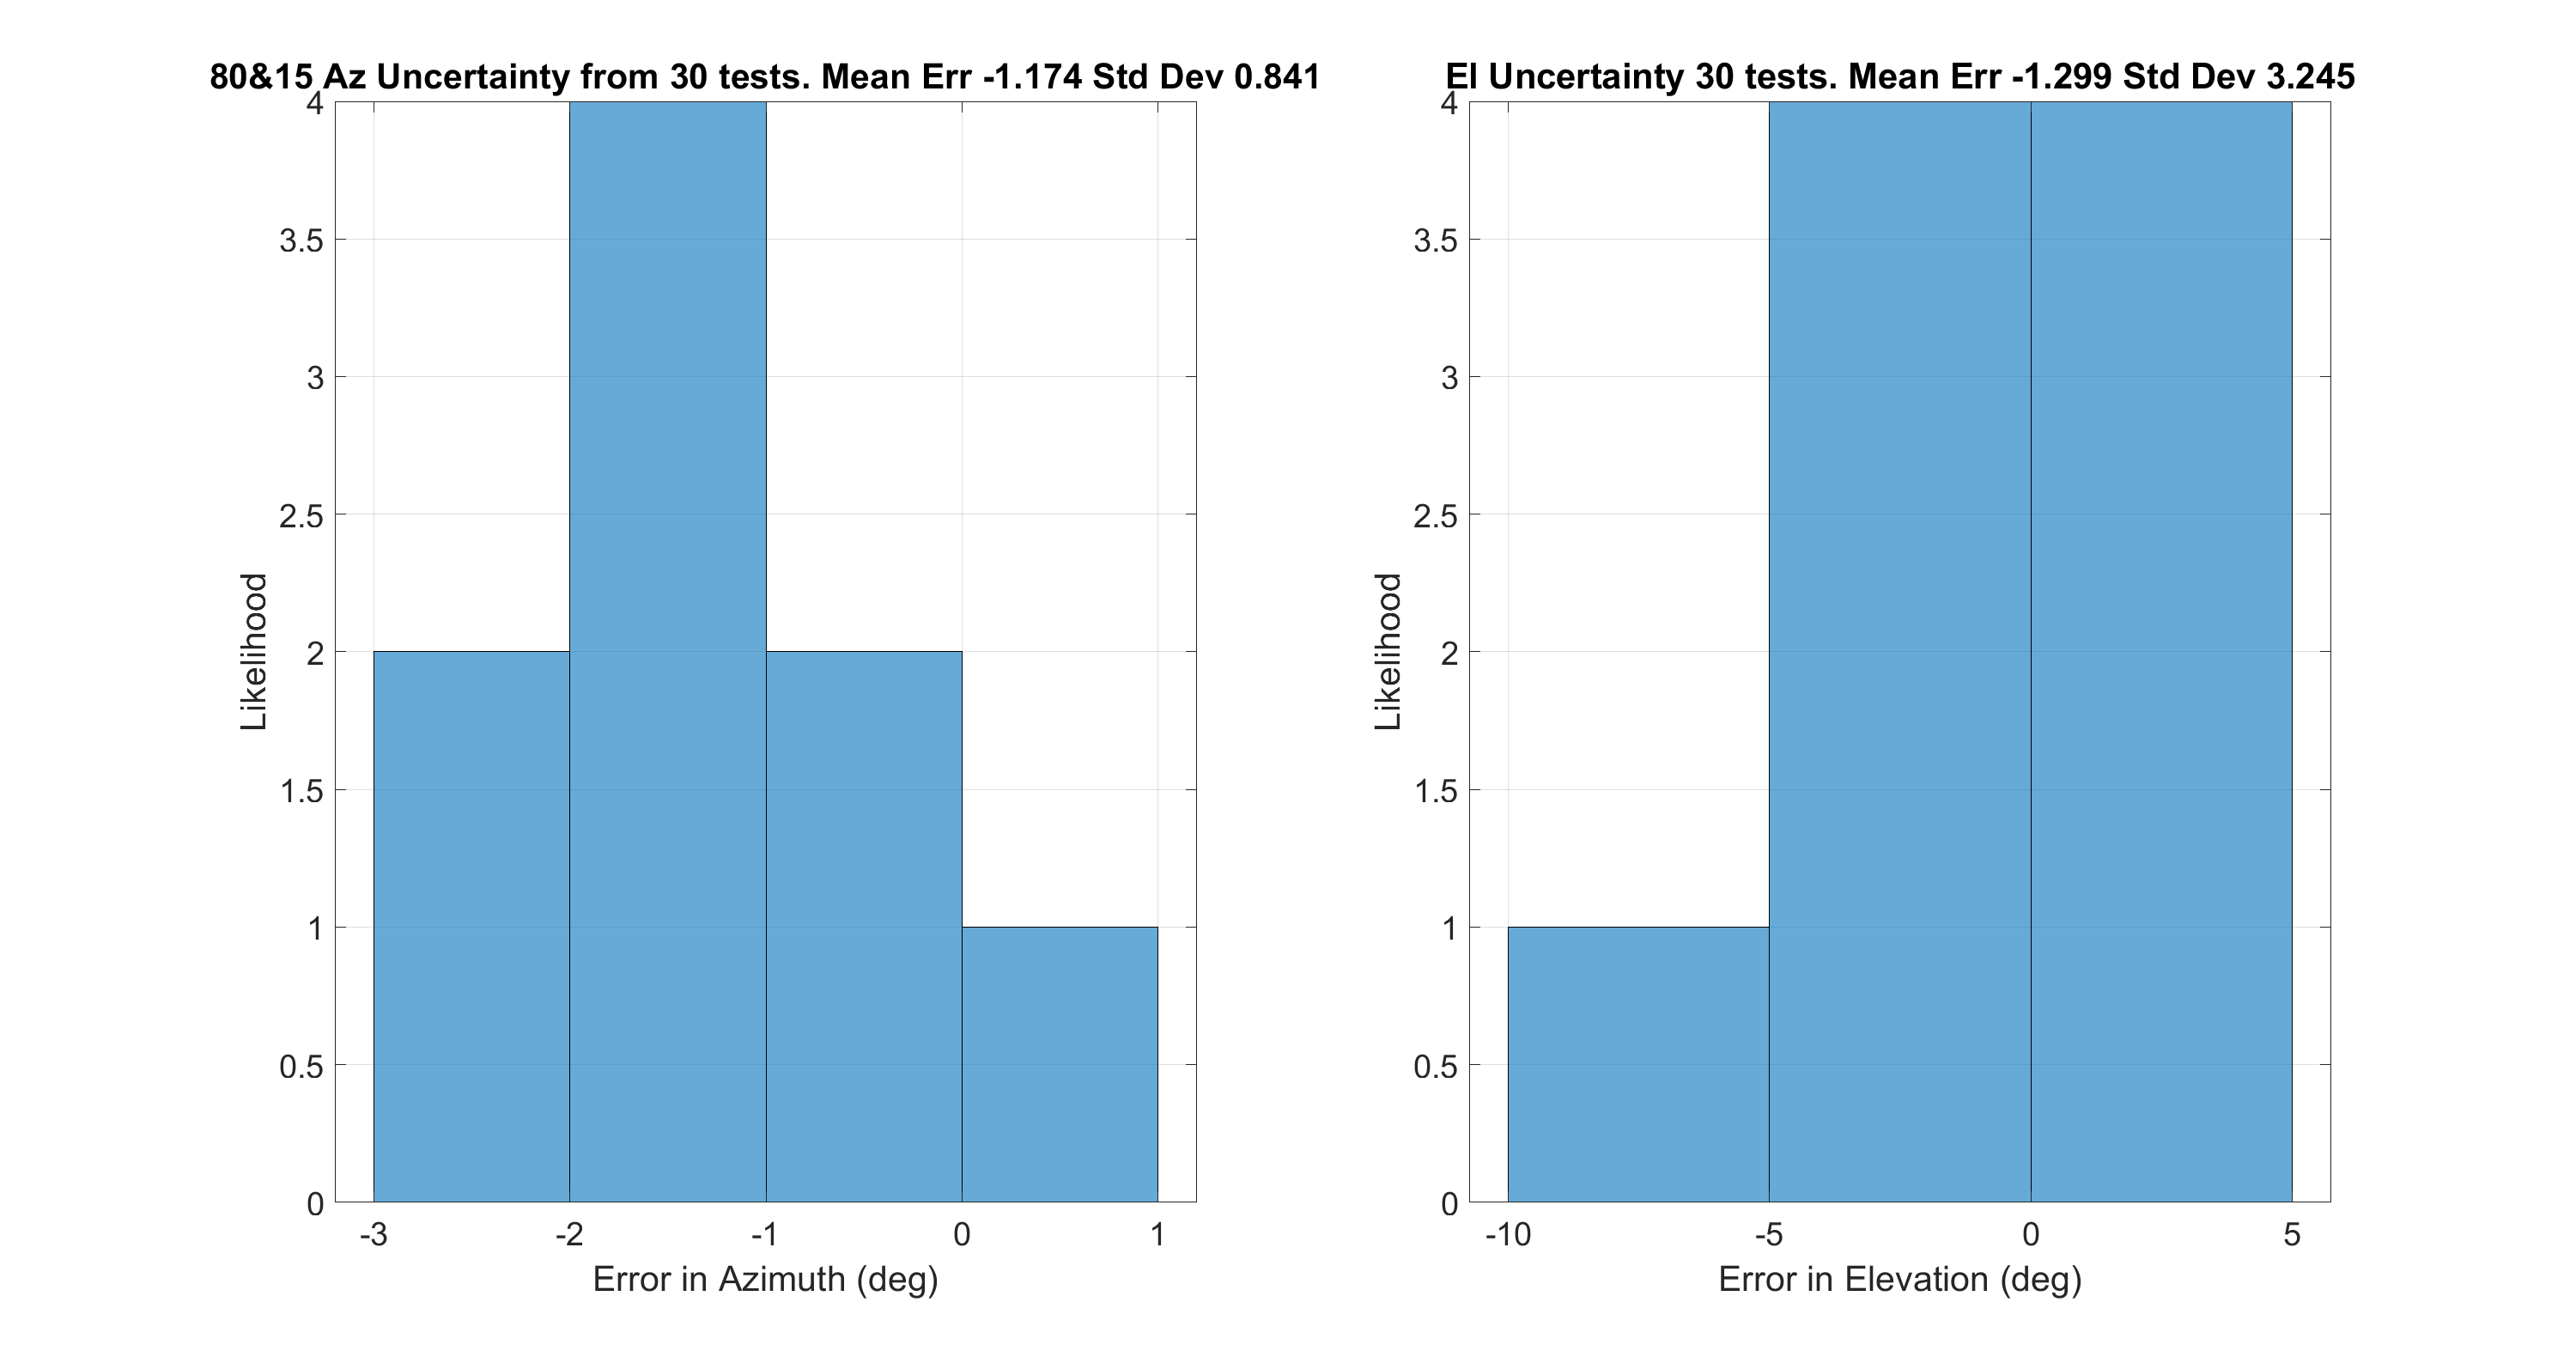 80&15 Az Uncertainty from 30 tests. Mean Err -1.174 Std Dev 0.841
4
3.5
3
2.5
2
1.5
1
0.5
0
Likelihood
-3 -2 -1 0 1
Error in Azimuth (deg)
El Uncertainty 30 tests. Mean Err -1.299 Std Dev 3.245
4
3.5
3
2.5
2
1.5
1
0.5
0
Likelihood
-10 -5 0 5
Error in Elevation (deg)